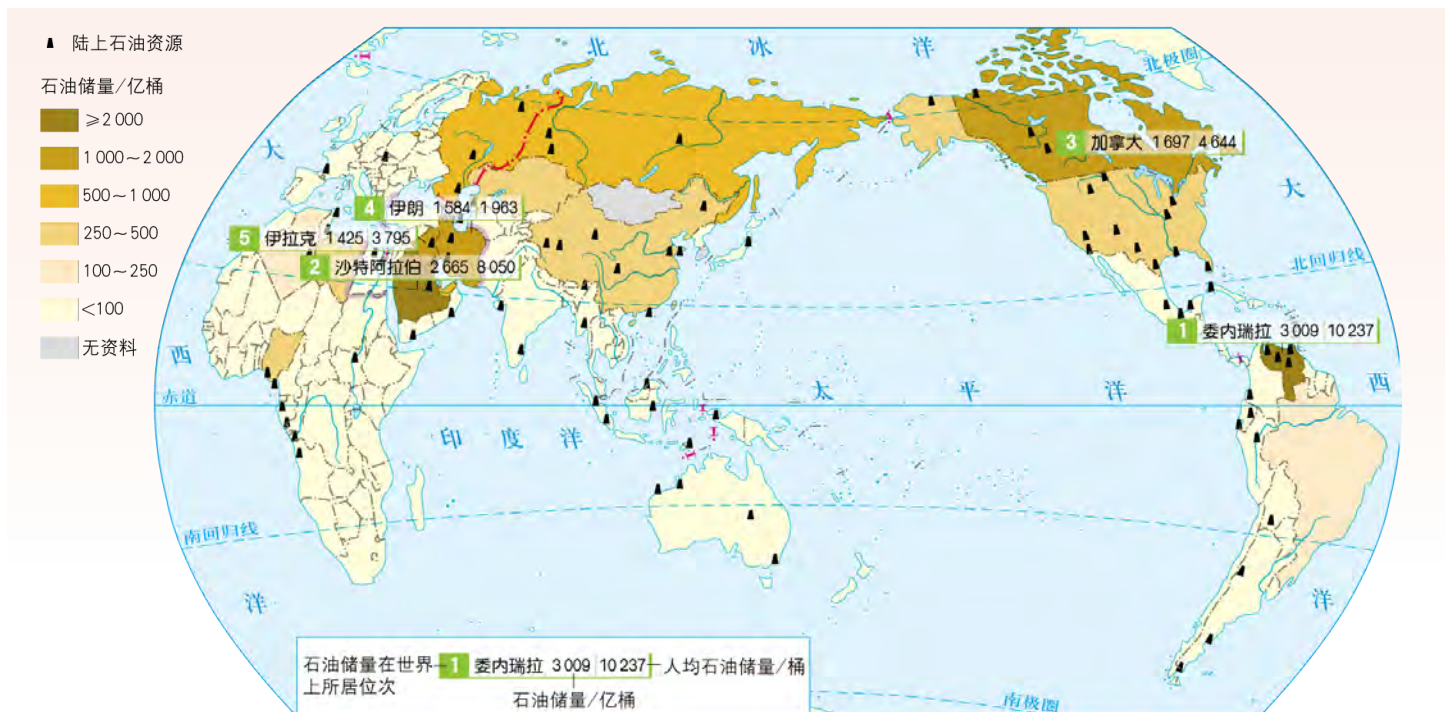 陆上石油资源
石油储量/亿桶
≥2 000
1 000～2 000
500～1 000
250～500
100～250
<100
无资料
北 冰 洋
北极圈
大
大
3 加拿大 1 697 4 644
4 伊朗 1 584 1 963
5 伊拉克 1 425 3 795
2 沙特阿拉伯 2 665 8 050
北回归线
1 委内瑞拉 3 009 10 237
西
西
赤道
太 平 洋
印 度 洋
南回归线
洋
洋
石油储量在世界上所居位次
1 委内瑞拉 3 009 10 237
人均石油储量/桶
石油储量/亿桶
南极圈